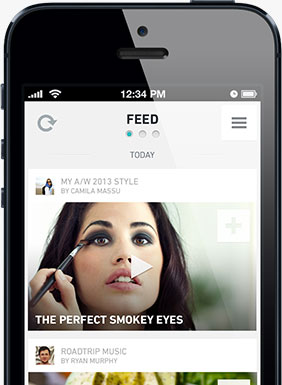 12:34 PM
FEED
TODAY
MY A/W 2013 STYLE
BY CAMILA MASSU
THE PERFECT SMOKEY EYES
ROADTRIP MUSIC
BY RYAN MURPHY